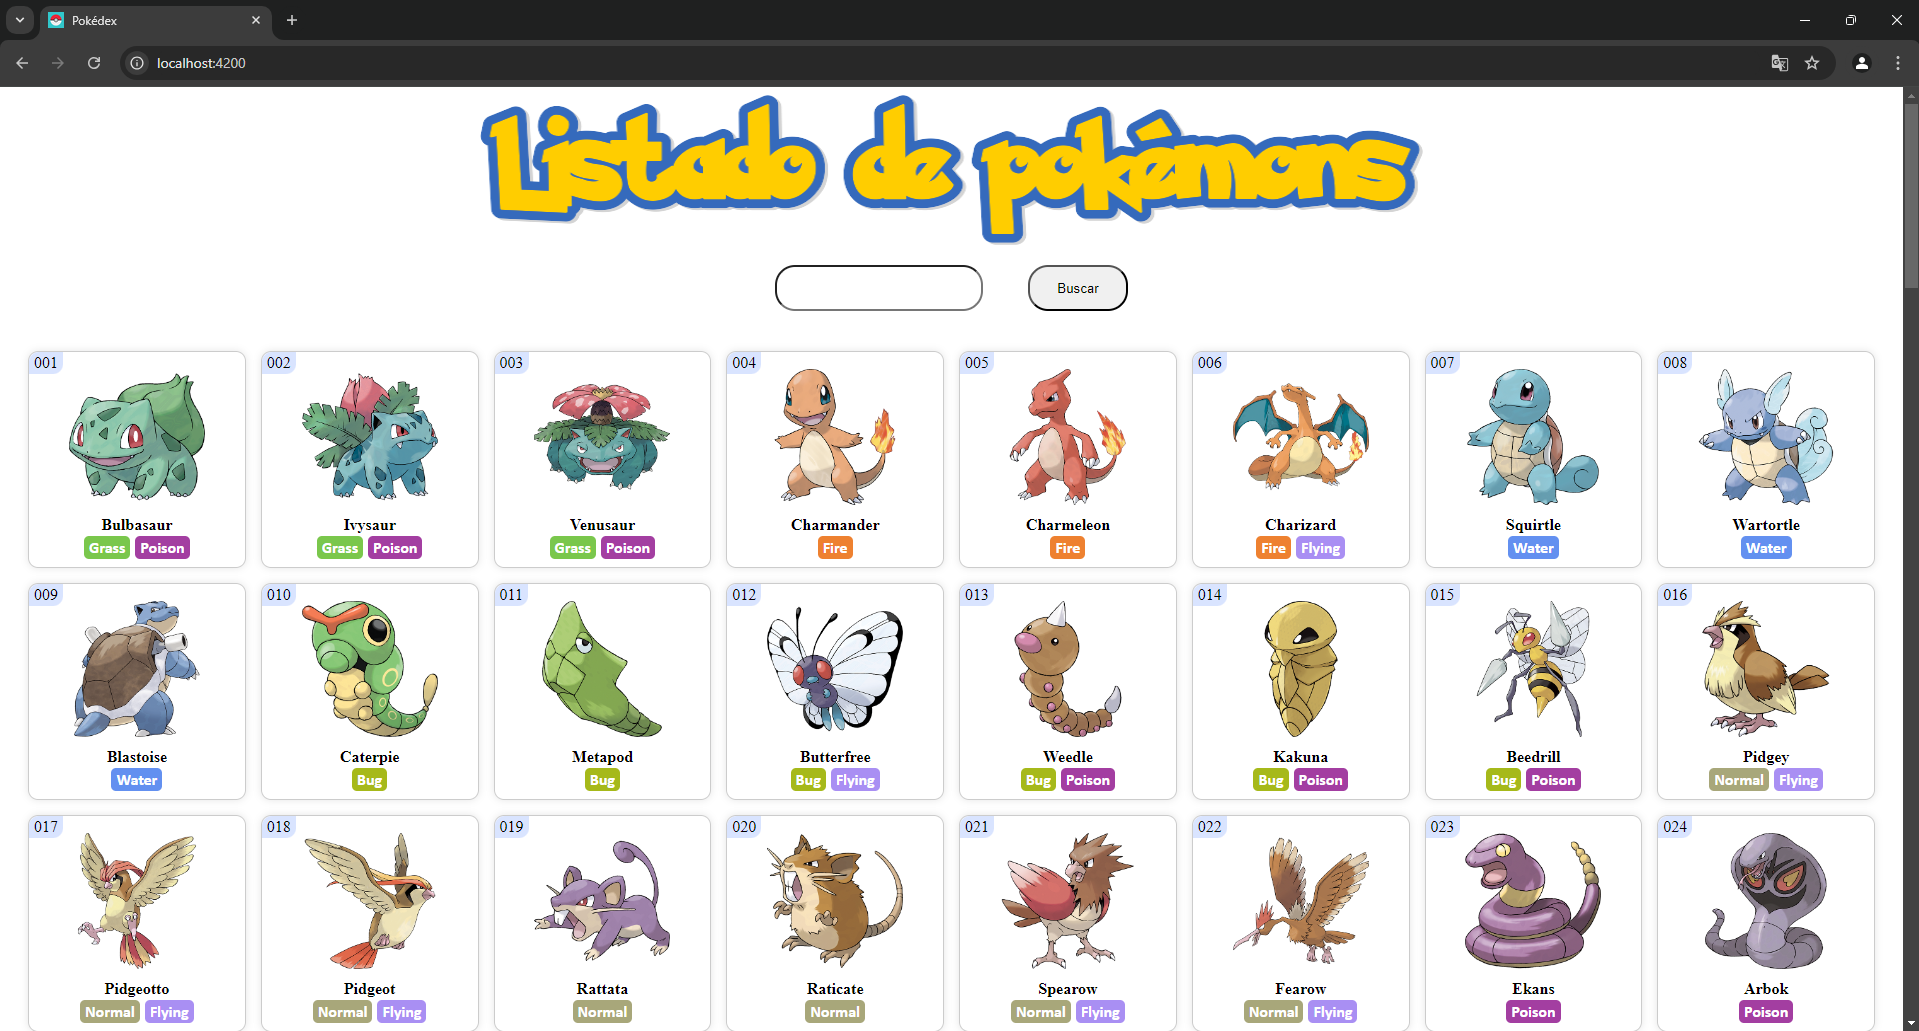 Pokédex
localhost:4200
Listado de pokémons
Buscar
001 002 003 004 005 006 007 008
Bulbasaur Ivysaur Venusaur Charmander Charmeleon Charizard Squirtle Wartortle
Grass Poison Grass Poison Grass Poison Fire Fire Fire Flying Water Water
009 010 011 012 013 014 015 016
Blastoise Caterpie Metapod Butterfree Weedle Kakuna Beedrill Pidgey
Water Bug Bug Bug Flying Bug Poison Bug Poison Bug Poison Normal Flying
017 018 019 020 021 022 023 024
Pidgeotto Pidgeot Rattata Raticate Spearow Fearow Ekans Arbok
Normal Flying Normal Flying Normal Normal Normal Flying Normal Flying Poison Poison